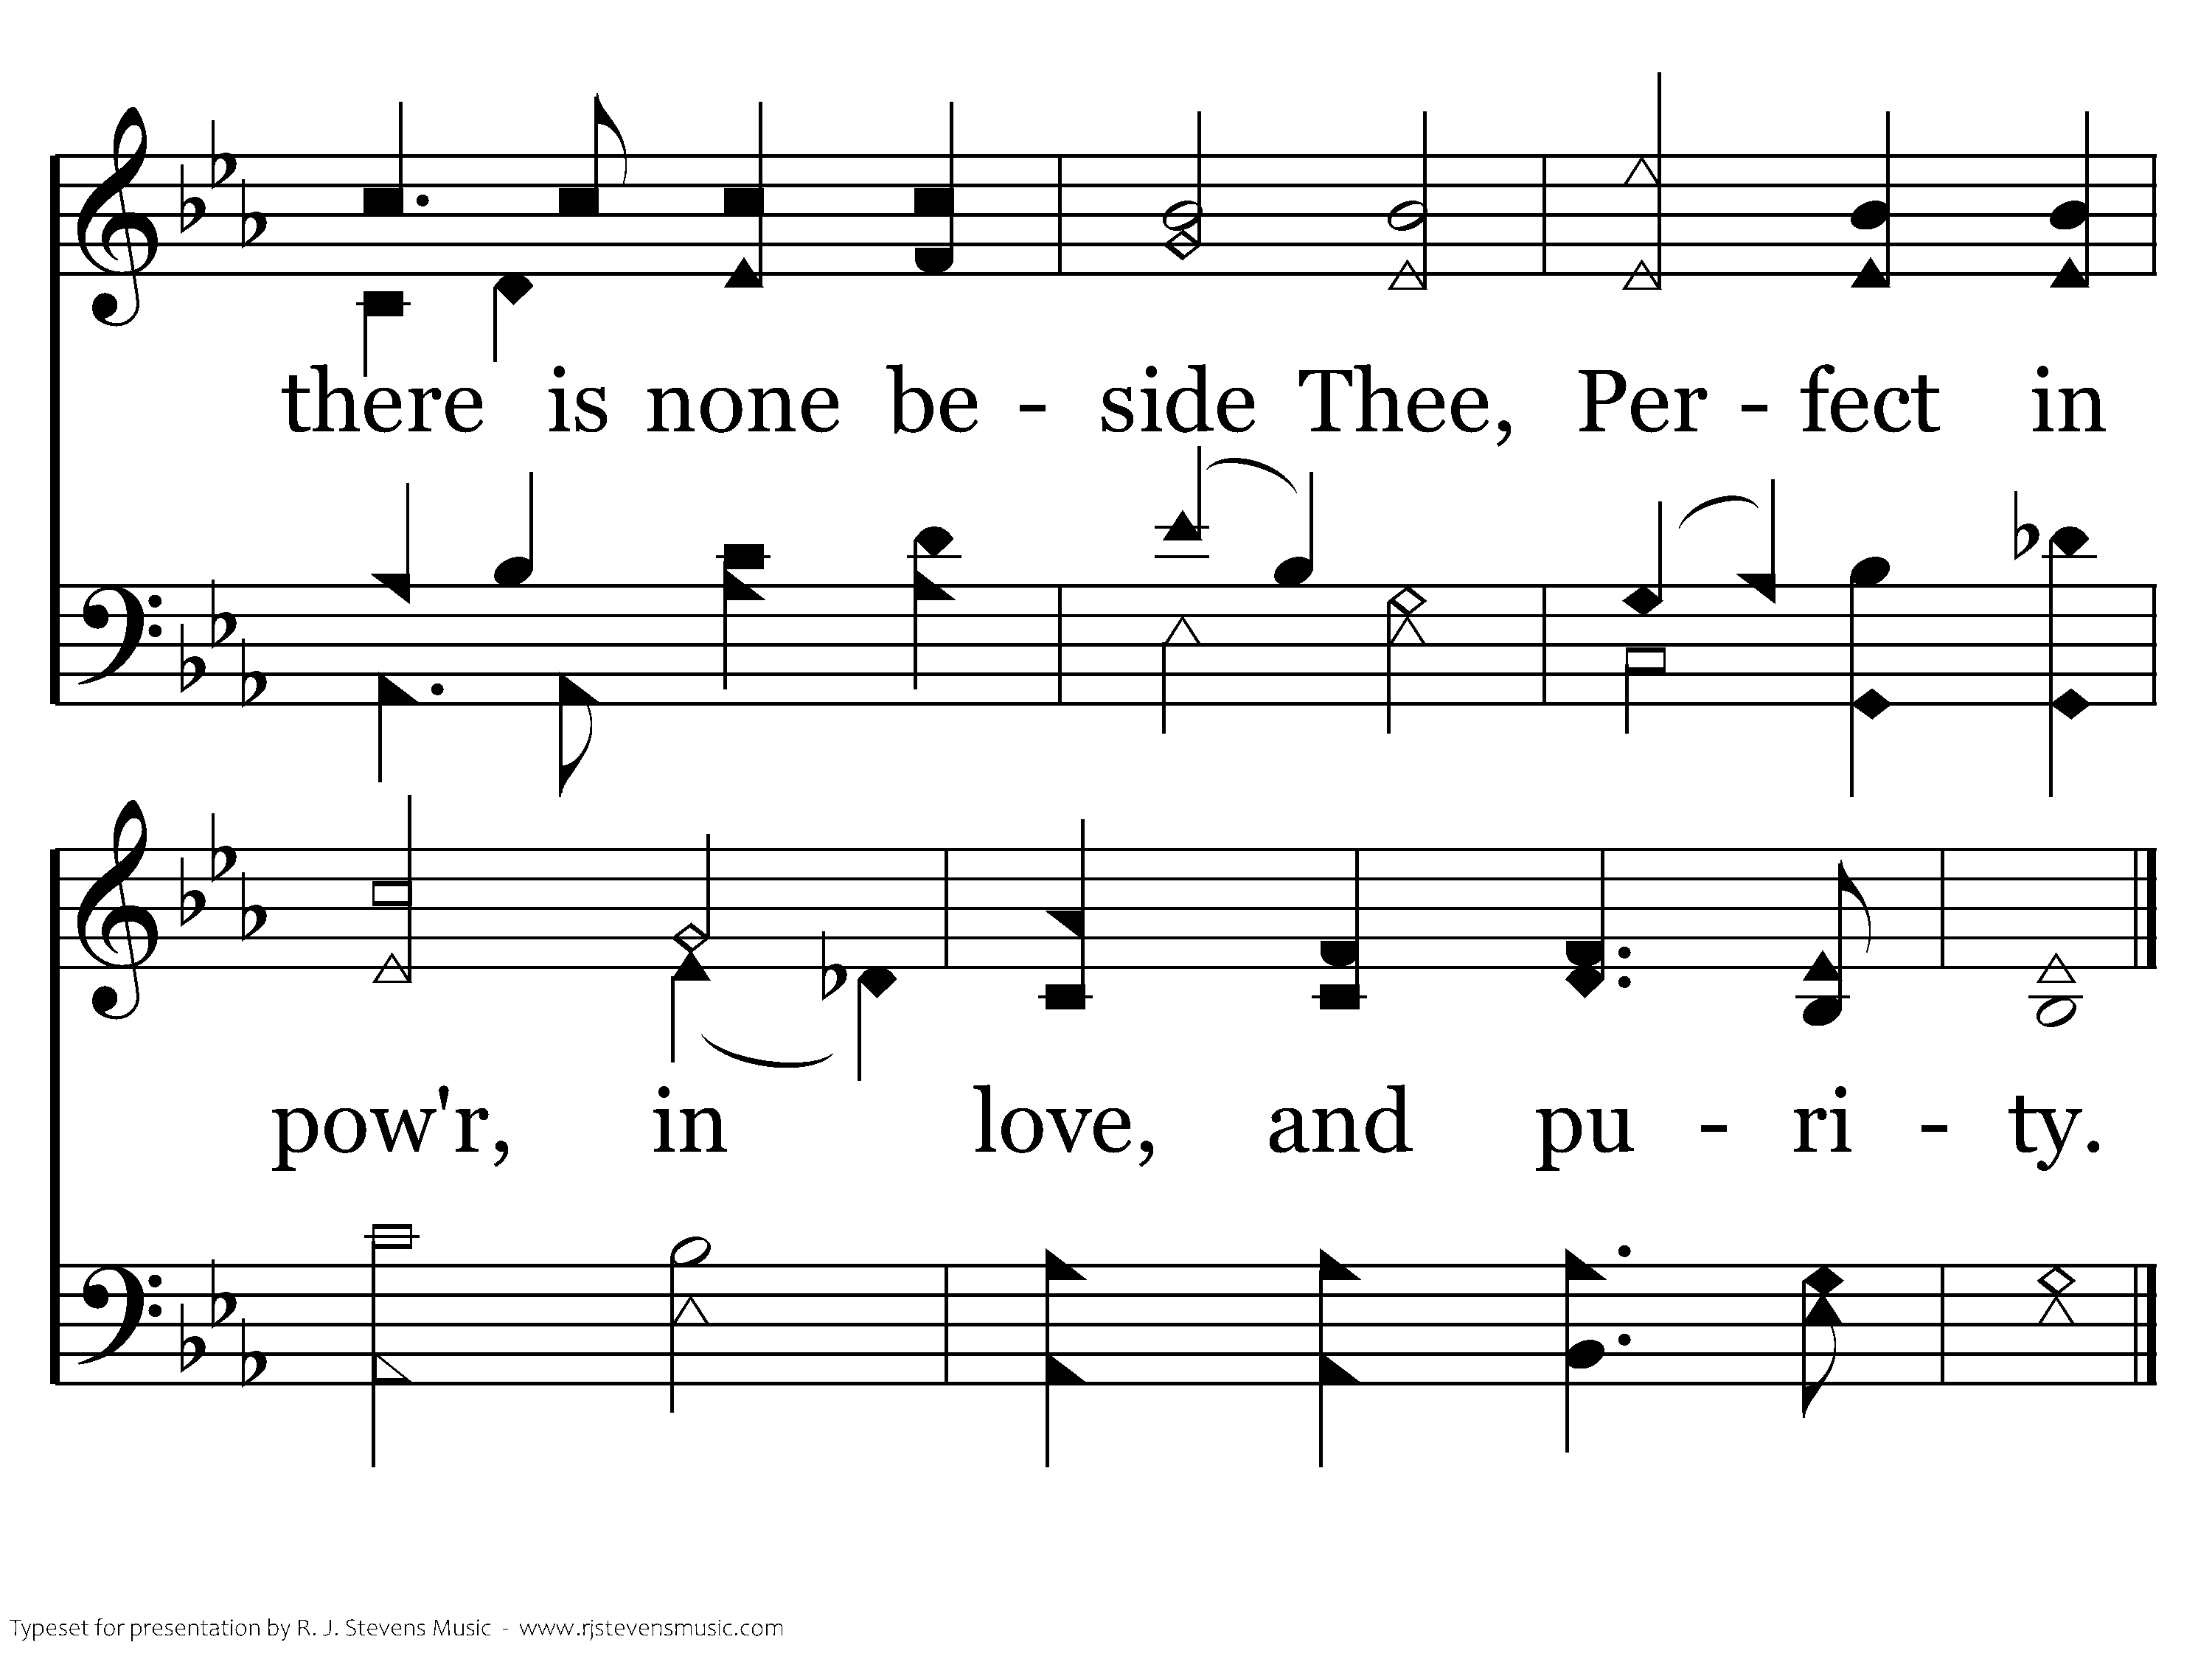 there is none be - side Thee, Per - fect in
pow'r, in love, and pu - ri - ty.
Typeset for presentation by R. J. Stevens Music - www.rjstevensmusic.com